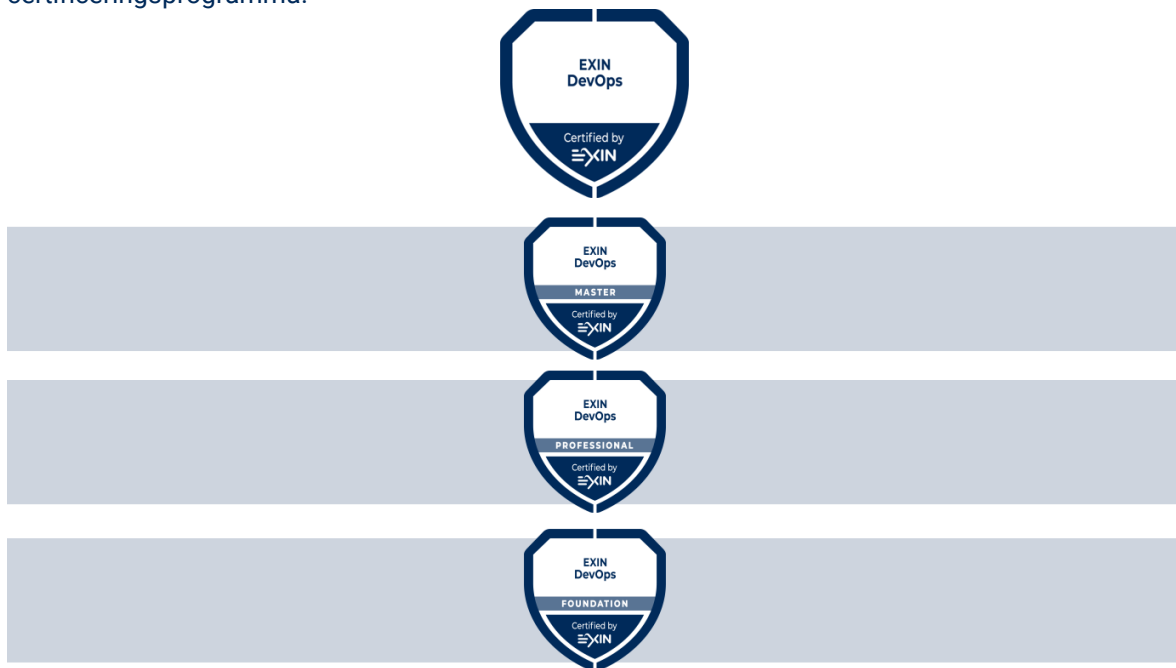 EXIN
DevOps
Certified by
EXIN
EXIN
DevOps
MASTER
Certified by
EXIN
EXIN
DevOps
PROFESSIONAL
Certified by
EXIN
EXIN
DevOps
FOUNDATION
Certified by
EXIN